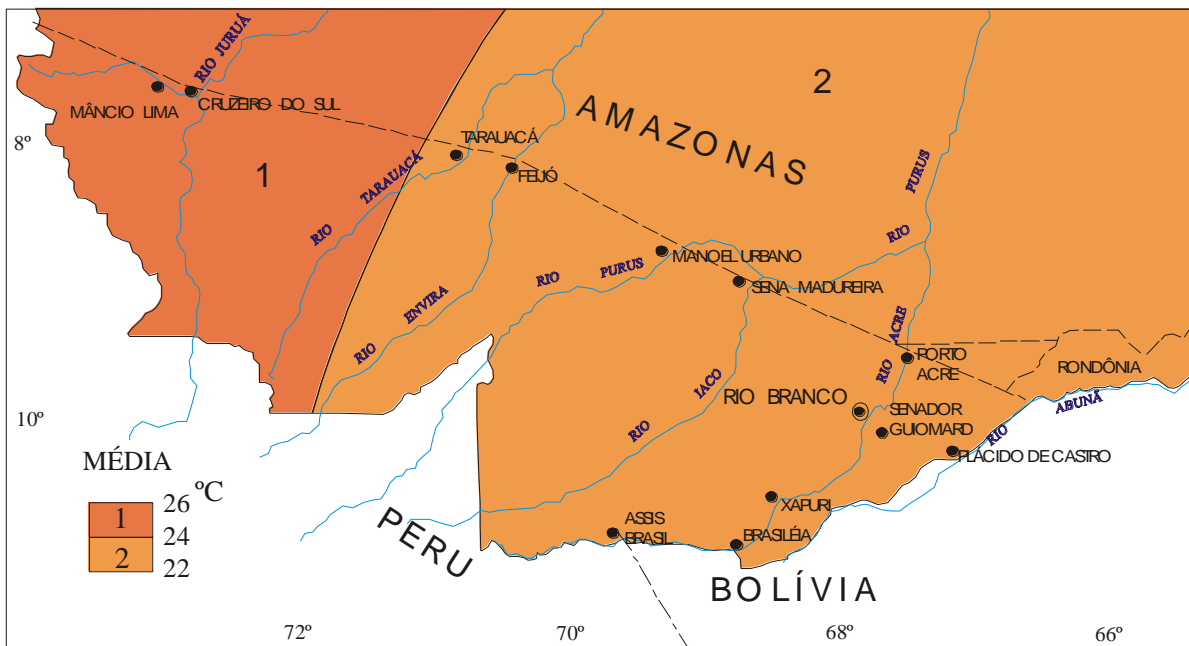 RIO JURUÁ
MÂNCIO LIMA
CRUZEIRO DO SUL
2
AMAZONAS
8º
1
TARAUACÁ
FEIJÓ
RIO TARAUACÁ
PURUS
RIO
MANOEL URBANO
RIO PURUS
SENA MADUREIRA
RIO ENVIRA
RIO ACRE
PORTO
ACRE
RONDÔNIA
RIO IACO
RIO BRANCO
SENADOR
GUIOMARD
RIO ABUNÃ
10º
PLÁCIDO DE CASTRO
MÉDIA
26 ºC
1
24
2
22
XAPURI
ASSIS
BRASIL
BRASILÉIA
PERU
BOLÍVIA
72º
70º
68º
66º